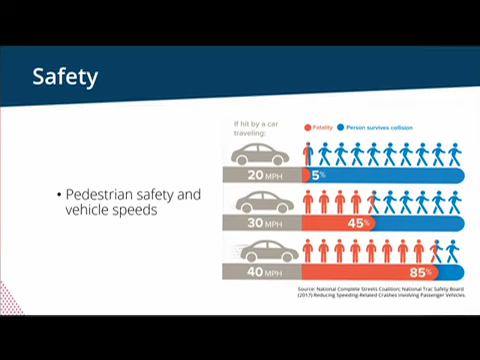 Safety
• Pedestrian safety and
vehicle speeds
If hit by a car
traveling:
Fatality
Person survives collision
20 MPH
5%
30 MPH
45%
40 MPH
85%
Source: National Complete Streets Coalition; National Trac Safety Board
(2017) Reducing Speeding-Related Crashes Involving Passenger Vehicles.